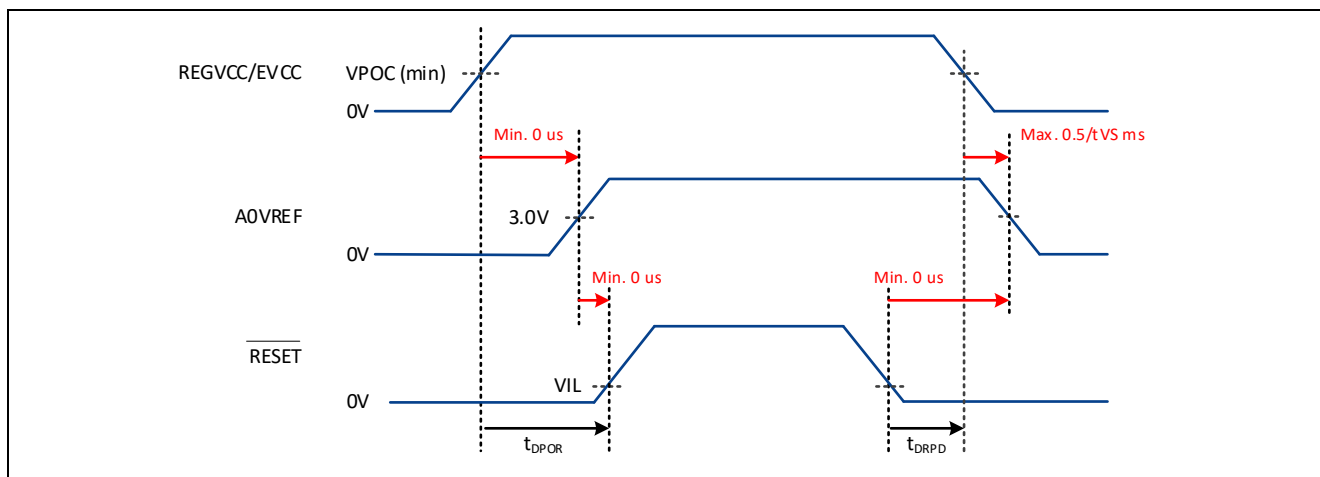 REGVCC/EVCC
VPOC (min)
0V
Min. 0 us
Max. 0.5/tVS ms
A0VREF
3.0V
0V
Min. 0 us
Min. 0 us
RESET
VIL
0V
tDPOR
tDRPD